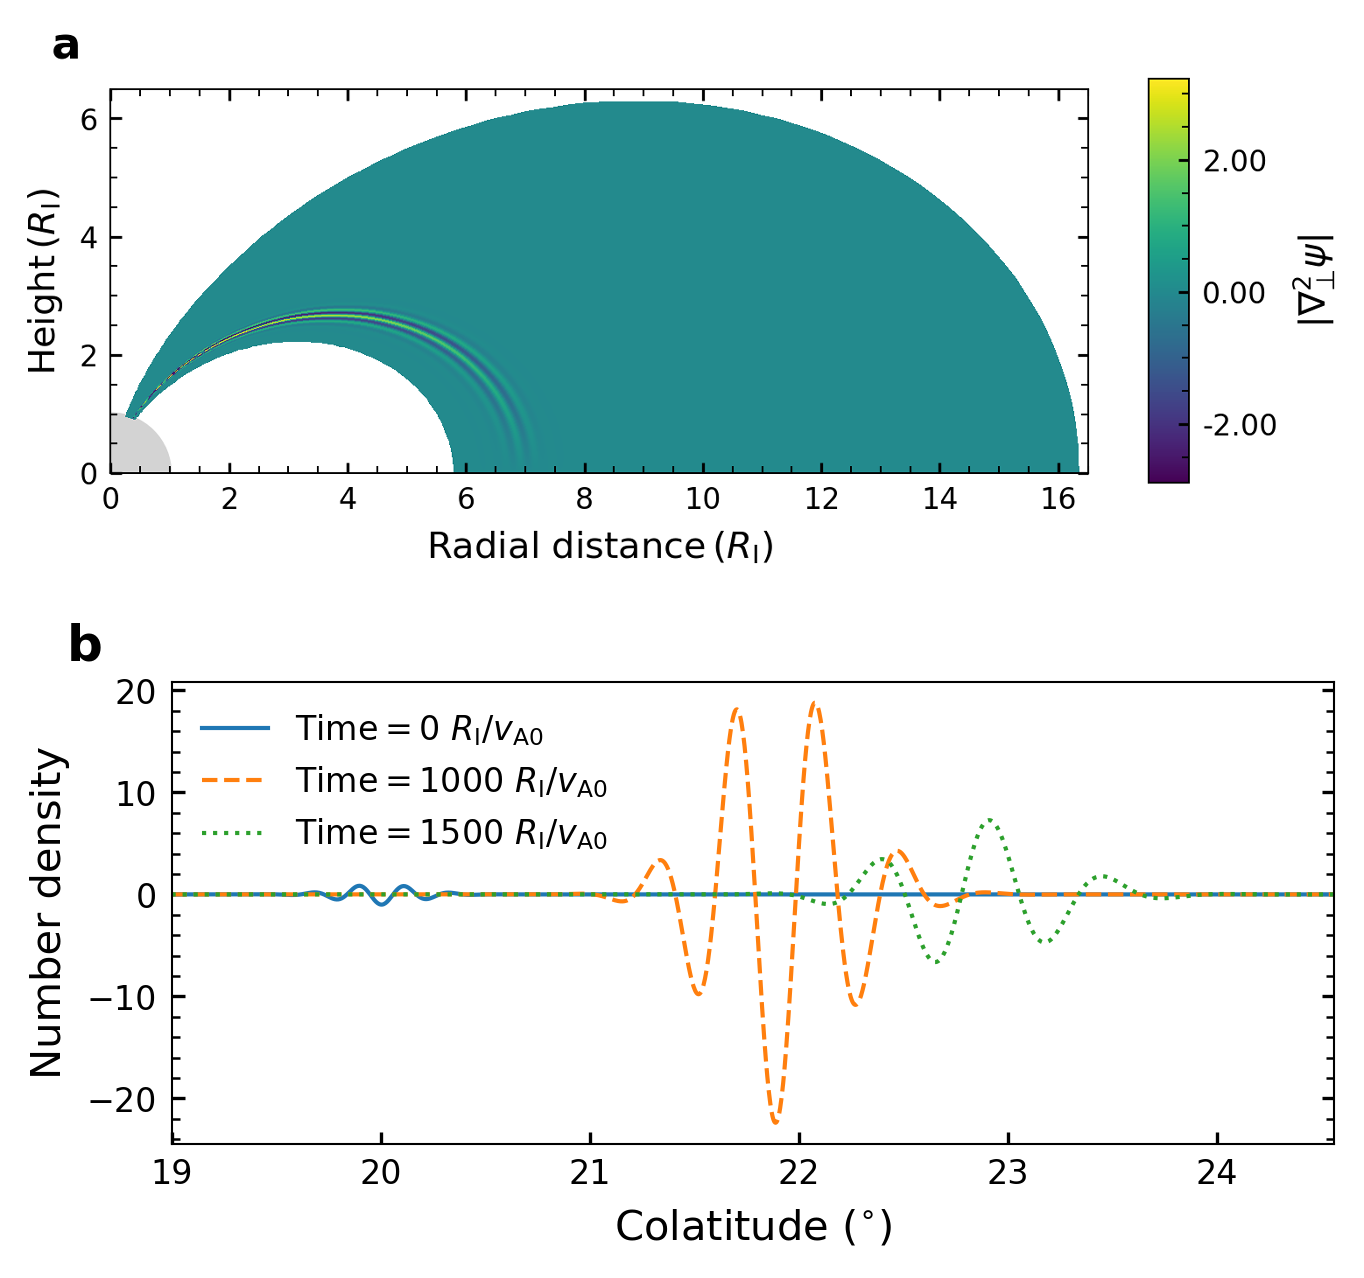 a
6
4
2
0
Height (R_I)
0 2 4 6 8 10 12 14 16
Radial distance (R_I)
2.00
0.00
-2.00
|∇²⊥ψ|
b
20
10
0
−10
−20
Number density
Time = 0 R_I/v_A0
Time = 1000 R_I/v_A0
Time = 1500 R_I/v_A0
19 20 21 22 23 24
Colatitude (°)